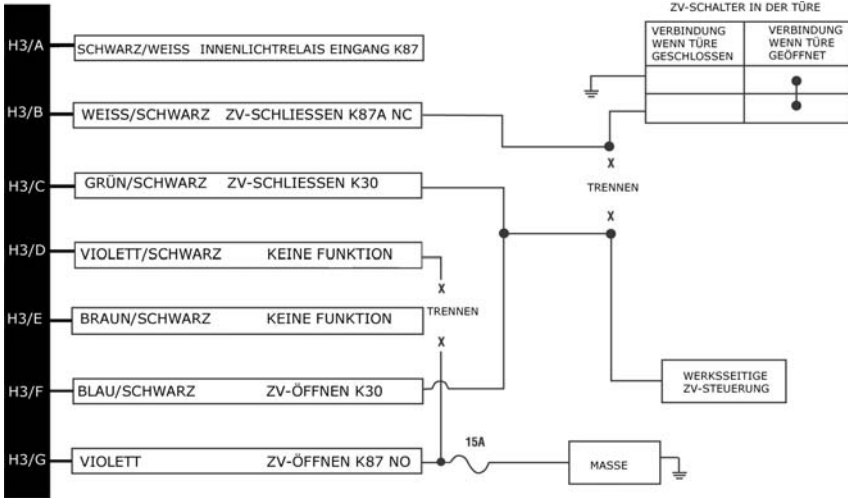 ZV-SCHALTER IN DER TÜRE
VERBINDUNG
WENN TÜRE
GESCHLOSSEN
VERBINDUNG
WENN TÜRE
GEÖFFNET
H3/A
SCHWARZ/WEISS INNENLICHTRELAIS EINGANG K87
H3/B
WEISS/SCHWARZ ZV-SCHLIESSEN K87A NC
X
TRENNEN
X
H3/C
GRÜN/SCHWARZ ZV-SCHLIESSEN K30
H3/D
VIOLETT/SCHWARZ KEINE FUNKTION
X
TRENNEN
X
H3/E
BRAUN/SCHWARZ KEINE FUNKTION
H3/F
BLAU/SCHWARZ ZV-ÖFFNEN K30
WERKSSEITIGE
ZV-STEUERUNG
H3/G
VIOLETT ZV-ÖFFNEN K87 NO
15A
MASSE